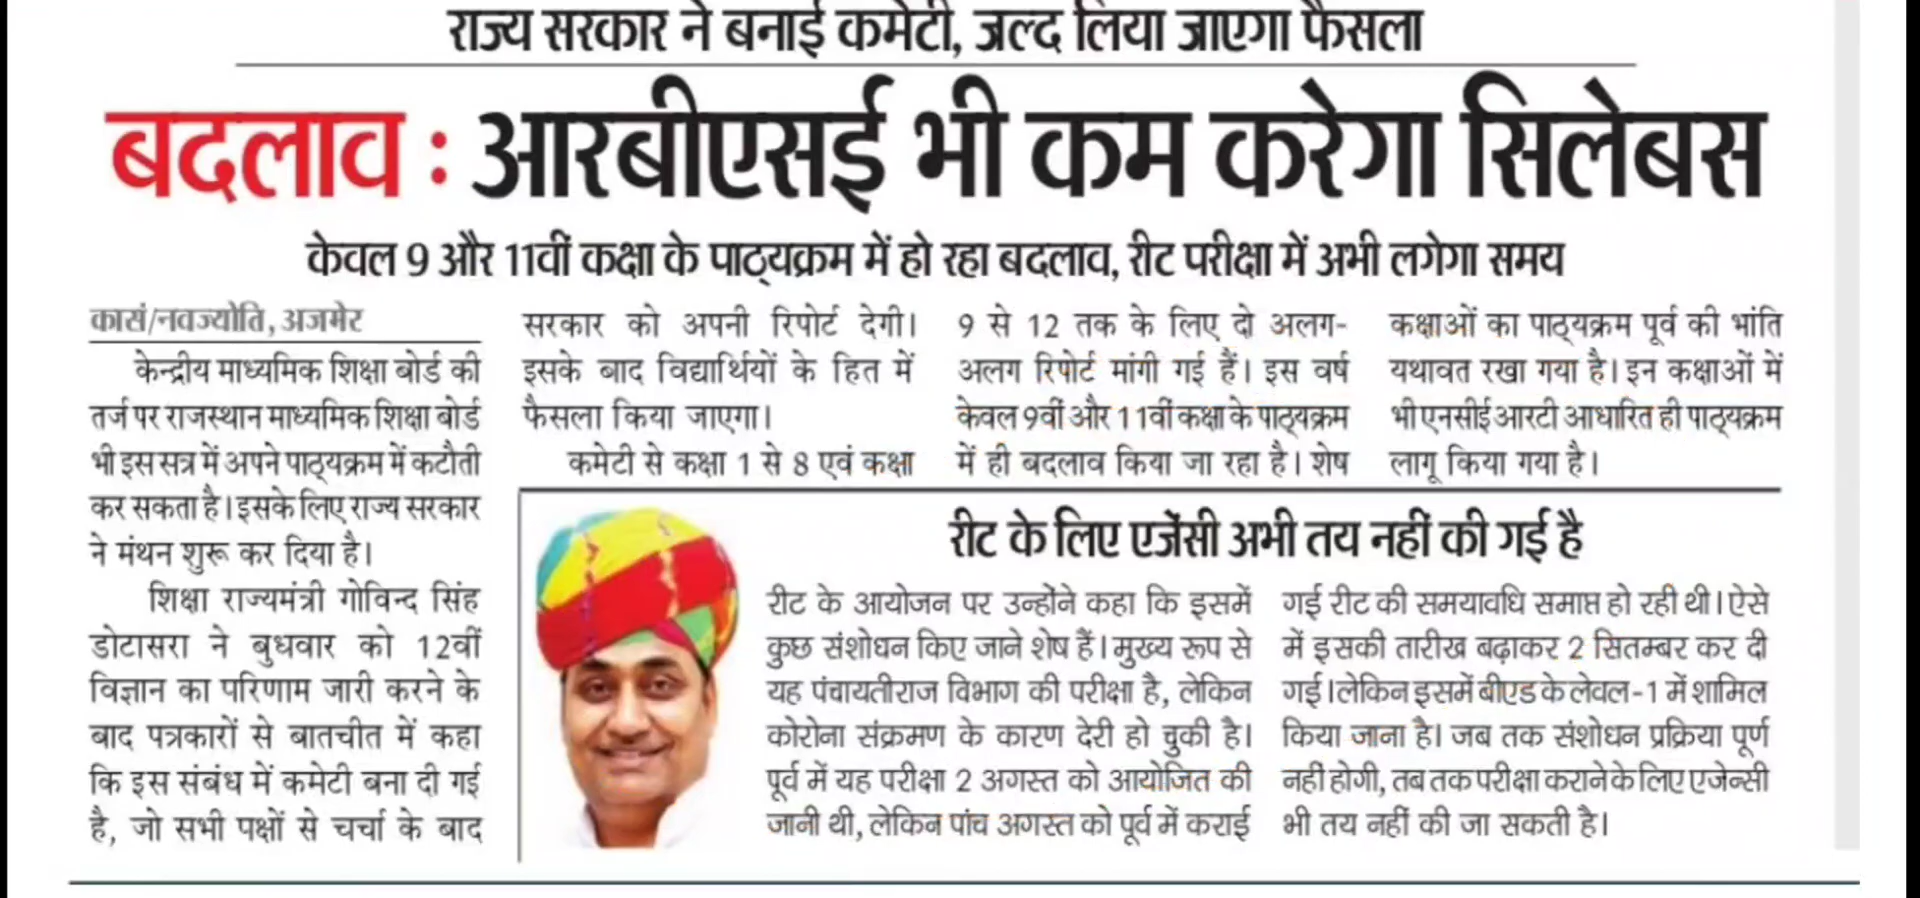 राज्य सरकार ने बनाई कमेटी, जल्द लिया जाएगा फैसला
बदलाव : आरबीएसई भी कम करेगा सिलेबस
केवल 9 और 11वीं कक्षा के पाठ्यक्रम में हो रहा बदलाव, रीट परीक्षा में अभी लगेगा समय
कासं/नवज्योति, अजमेर
केन्द्रीय माध्यमिक शिक्षा बोर्ड की
तर्ज पर राजस्थान माध्यमिक शिक्षा बोर्ड
भी इस सत्र में अपने पाठ्यक्रम में कटौती
कर सकता है। इसके लिए राज्य सरकार
ने मंथन शुरू कर दिया है।
शिक्षा राज्यमंत्री गोविन्द सिंह
डोटासरा ने बुधवार को 12वीं
विज्ञान का परिणाम जारी करने के
बाद पत्रकारों से बातचीत में कहा
कि इस संबंध में कमेटी बना दी गई
है, जो सभी पक्षों से चर्चा के बाद
सरकार को अपनी रिपोर्ट देगी।
इसके बाद विद्यार्थियों के हित में
फैसला किया जाएगा।
कमेटी से कक्षा 1 से 8 एवं कक्षा
9 से 12 तक के लिए दो अलग-
अलग रिपोर्ट मांगी गई हैं। इस वर्ष
केवल 9वीं और 11वीं कक्षा के पाठ्यक्रम
में ही बदलाव किया जा रहा है। शेष
कक्षाओं का पाठ्यक्रम पूर्व की भांति
यथावत रखा गया है। इन कक्षाओं में
भी एनसीईआरटी आधारित ही पाठ्यक्रम
लागू किया गया है।
रीट के लिए एजेंसी अभी तय नहीं की गई है
रीट के आयोजन पर उन्होंने कहा कि इसमें
कुछ संशोधन किए जाने शेष हैं। मुख्य रूप से
यह पंचायतीराज विभाग की परीक्षा है, लेकिन
कोरोना संक्रमण के कारण देरी हो चुकी है।
पूर्व में यह परीक्षा 2 अगस्त को आयोजित की
जानी थी, लेकिन पांच अगस्त को पूर्व में कराई
गई रीट की समयावधि समाप्त हो रही थी। ऐसे
में इसकी तारीख बढ़ाकर 2 सितम्बर कर दी
गई। लेकिन इसमें बीएड के लेवल-1 में शामिल
किया जाना है। जब तक संशोधन प्रक्रिया पूर्ण
नहीं होगी, तब तक परीक्षा कराने के लिए एजेन्सी
भी तय नहीं की जा सकती है।